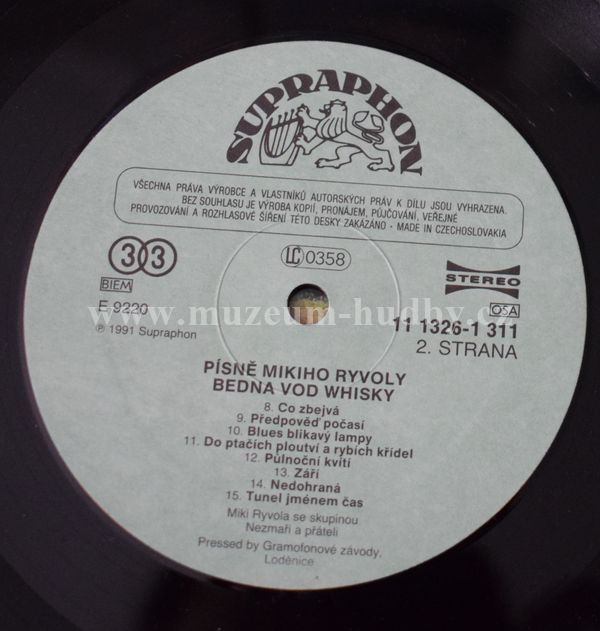 SUPRAPHON
VŠECHNA PRÁVA VÝROBCE A VLASTNÍKŮ AUTORSKÝCH PRÁV K DÍLU JSOU VYHRAZENA.
BEZ SOUHLASU JE VÝROBA KOPIÍ, PRONÁJEM, PŮJČOVÁNÍ, VEŘEJNÉ
PROVOZOVÁNÍ A ROZHLASOVÉ ŠÍŘENÍ TÉTO DESKY ZAKÁZÁNO - MADE IN CZECHOSLOVAKIA
33
LC 0358
STEREO
BIEM
OSA
E 9220
11 1326-1 311
www.muzeum-hudby.cz
℗ 1991 Supraphon
2. STRANA
PÍSNĚ MIKIHO RYVOLY
BEDNA VOD WHISKY
8. Co zbejvá
9. Předpověď počasí
10. Blues blikavý lampy
11. Do ptačích ploutví a rybích křídel
12. Půlnoční kvítí
13. Září
14. Nedohraná
15. Tunel jménem čas
Miki Ryvola se skupinou
Nezmaři a přáteli
Pressed by Gramofonové závody,
Loděnice